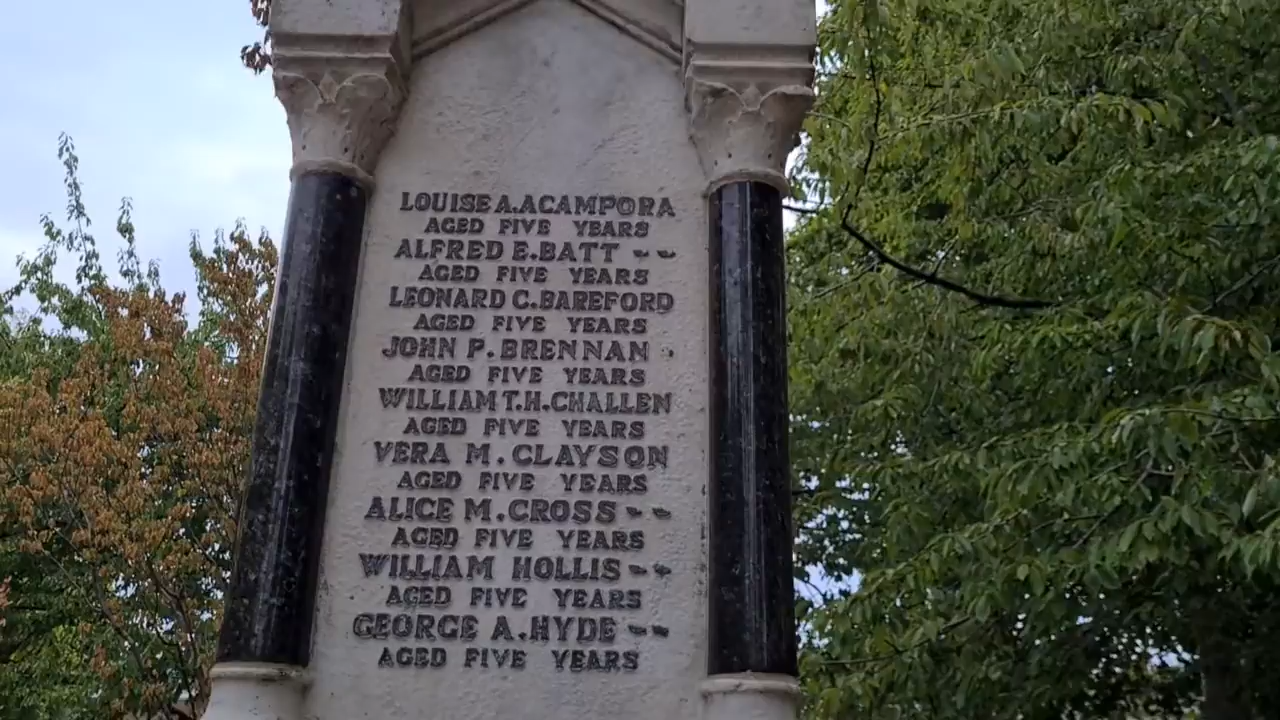 LOUISE A. ACAMPORA
AGED FIVE YEARS
ALFRED E. BATT - -
AGED FIVE YEARS
LEONARD C. BAREFORD
AGED FIVE YEARS
JOHN P. BRENNAN -
AGED FIVE YEARS
WILLIAM T.H. CHALLEN
AGED FIVE YEARS
VERA M. CLAYSON
AGED FIVE YEARS
ALICE M. CROSS - -
AGED FIVE YEARS
WILLIAM HOLLIS - -
AGED FIVE YEARS
GEORGE A. HYDE - -
AGED FIVE YEARS